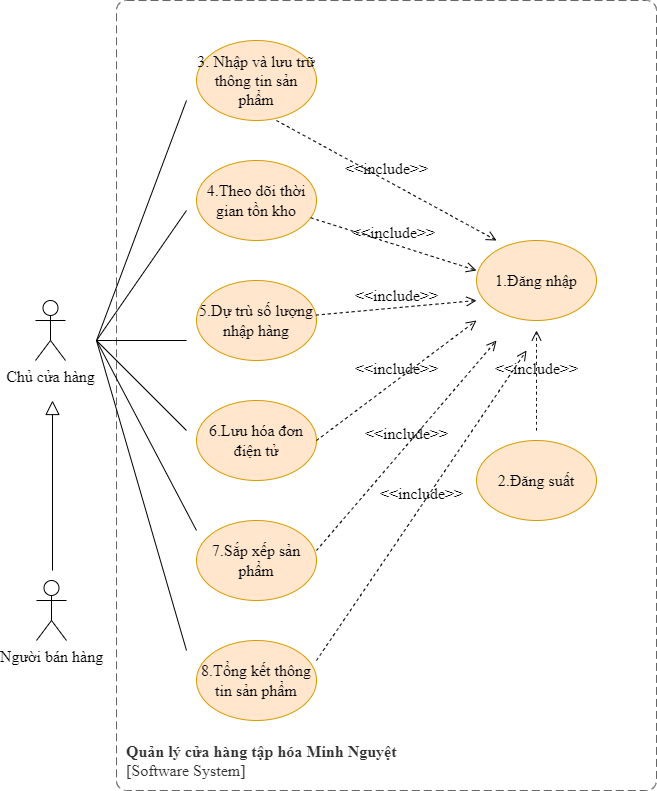 3. Nhập và lưu trữ
thông tin sản
phẩm
<<include>>
4.Theo dõi thời
gian tồn kho
<<include>>
1.Đăng nhập
5.Dự trù số lượng
nhập hàng
<<include>>
Chủ cửa hàng
<<include>>
<<include>>
6.Lưu hóa đơn
điện tử
<<include>>
2.Đăng suất
<<include>>
7.Sắp xếp sản
phẩm
Người bán hàng
8.Tổng kết thông
tin sản phẩm
Quản lý cửa hàng tập hóa Minh Nguyệt
[Software System]